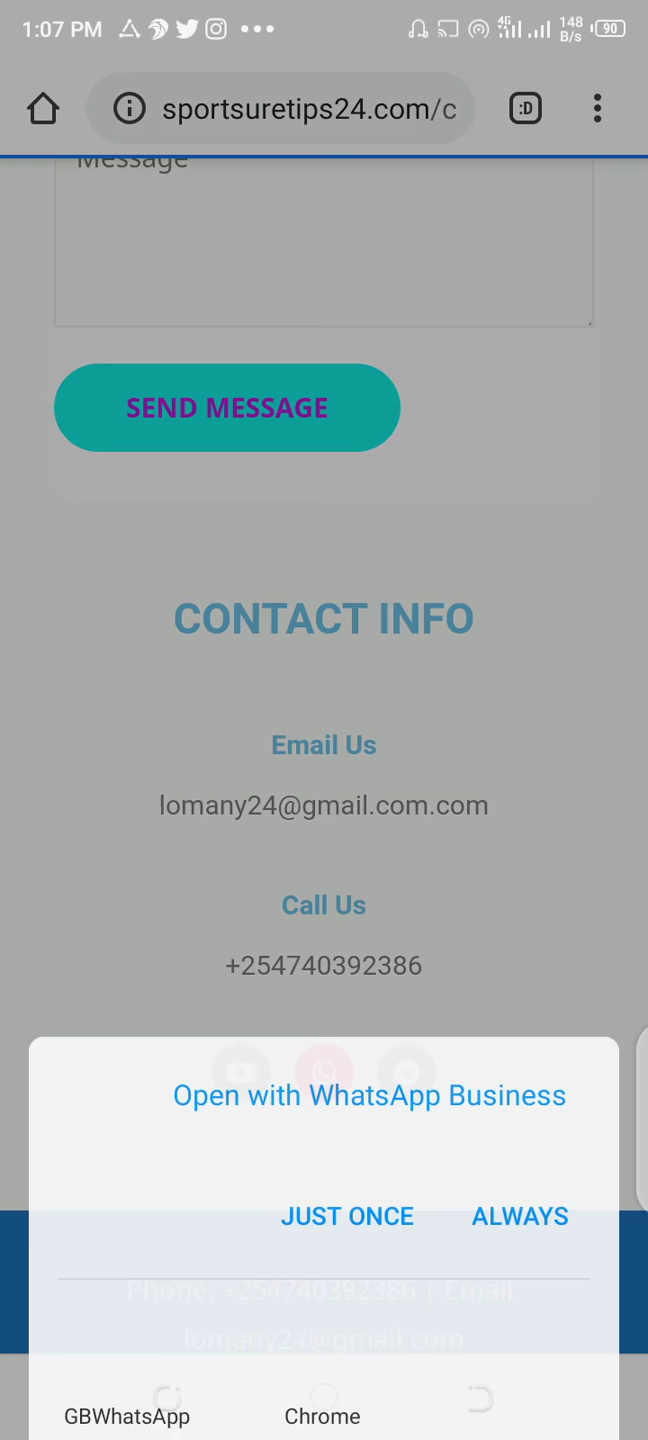 1:07 PM
4G
148
B/s
90
sportsuretips24.com/c
:D
Message
SEND MESSAGE
CONTACT INFO
Email Us
lomany24@gmail.com.com
Call Us
+254740392386
Open with WhatsApp Business
JUST ONCE
ALWAYS
Phone: +254740392386 | Email:
lomany24@gmail.com
GBWhatsApp
Chrome